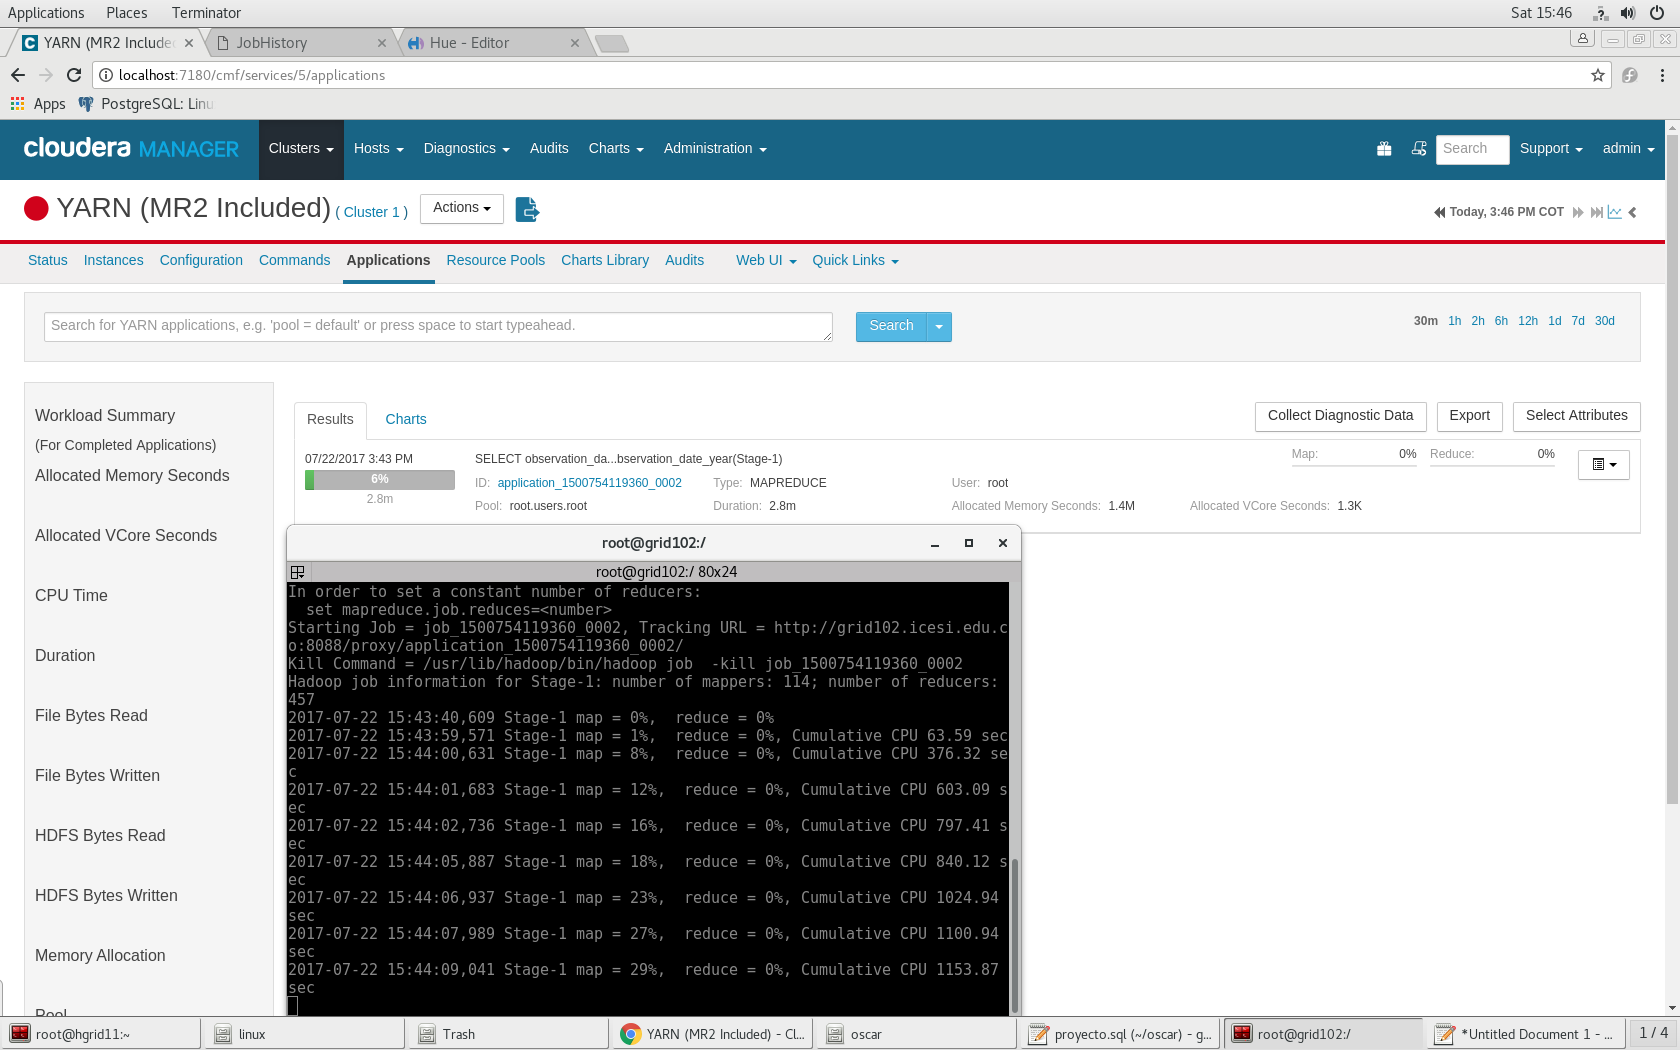 Applications Places Terminator Sat 15:46
YARN (MR2 Include JobHistory Hue - Editor
localhost:7180/cmf/services/5/applications
Apps PostgreSQL: Linu
cloudera MANAGER Clusters Hosts Diagnostics Audits Charts Administration Search Support admin
YARN (MR2 Included) ( Cluster 1 ) Actions Today, 3:46 PM COT
Status Instances Configuration Commands Applications Resource Pools Charts Library Audits Web UI Quick Links
Search for YARN applications, e.g. 'pool = default' or press space to start typeahead. Search 30m 1h 2h 6h 12h 1d 7d 30d
Workload Summary
(For Completed Applications)
Allocated Memory Seconds
Allocated VCore Seconds
CPU Time
Duration
File Bytes Read
File Bytes Written
HDFS Bytes Read
HDFS Bytes Written
Memory Allocation
Pool
Results Charts Collect Diagnostic Data Export Select Attributes
07/22/2017 3:43 PM SELECT observation_da...bservation_date_year(Stage-1) Map: 0% Reduce: 0%
6% ID: application_1500754119360_0002 Type: MAPREDUCE User: root
2.8m Pool: root.users.root Duration: 2.8m Allocated Memory Seconds: 1.4M Allocated VCore Seconds: 1.3K
root@grid102:/
root@grid102:/ 80x24
In order to set a constant number of reducers:
set mapreduce.job.reduces=<number>
Starting Job = job_1500754119360_0002, Tracking URL = http://grid102.icesi.edu.c
o:8088/proxy/application_1500754119360_0002/
Kill Command = /usr/lib/hadoop/bin/hadoop job  -kill job_1500754119360_0002
Hadoop job information for Stage-1: number of mappers: 114; number of reducers:
457
2017-07-22 15:43:40,609 Stage-1 map = 0%,  reduce = 0%
2017-07-22 15:43:59,571 Stage-1 map = 1%,  reduce = 0%, Cumulative CPU 63.59 sec
2017-07-22 15:44:00,631 Stage-1 map = 8%,  reduce = 0%, Cumulative CPU 376.32 se
c
2017-07-22 15:44:01,683 Stage-1 map = 12%,  reduce = 0%, Cumulative CPU 603.09 s
ec
2017-07-22 15:44:02,736 Stage-1 map = 16%,  reduce = 0%, Cumulative CPU 797.41 s
ec
2017-07-22 15:44:05,887 Stage-1 map = 18%,  reduce = 0%, Cumulative CPU 840.12 s
ec
2017-07-22 15:44:06,937 Stage-1 map = 23%,  reduce = 0%, Cumulative CPU 1024.94
sec
2017-07-22 15:44:07,989 Stage-1 map = 27%,  reduce = 0%, Cumulative CPU 1100.94
sec
2017-07-22 15:44:09,041 Stage-1 map = 29%,  reduce = 0%, Cumulative CPU 1153.87
sec
root@hgrid11:~ linux Trash YARN (MR2 Included) - Cl... oscar proyecto.sql (~/oscar) - g... root@grid102:/ *Untitled Document 1 - ... 1 / 4